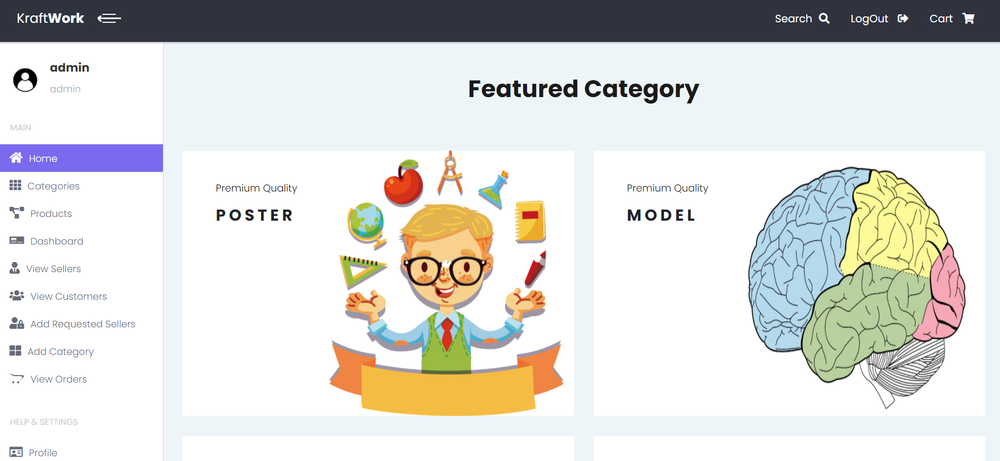 KraftWork
Search
LogOut
Cart
admin
admin
MAIN
Home
Categories
Products
Dashboard
View Sellers
View Customers
Add Requested Sellers
Add Category
View Orders
HELP & SETTINGS
Profile
Featured Category
Premium Quality
POSTER
Premium Quality
MODEL